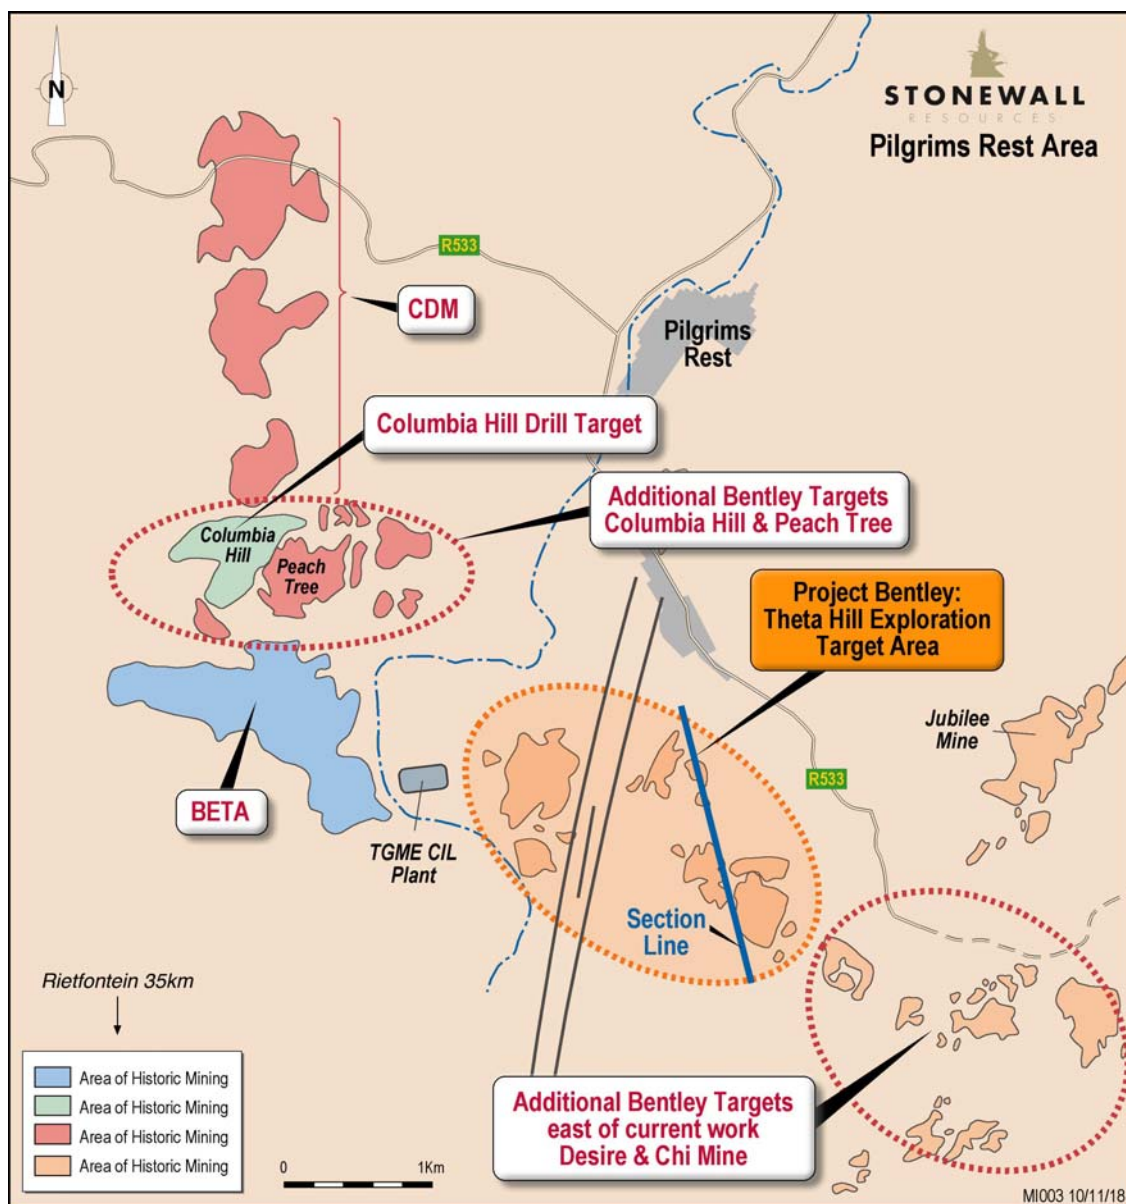 N
STONEWALL
RESOURCES
Pilgrims Rest Area
R533
CDM
Pilgrims
Rest
Columbia Hill Drill Target
Additional Bentley Targets
Columbia Hill & Peach Tree
Columbia
Hill
Peach
Tree
Project Bentley:
Theta Hill Exploration
Target Area
Jubilee
Mine
R533
BETA
TGME CIL
Plant
Section
Line
Rietfontein 35km
Area of Historic Mining
Area of Historic Mining
Area of Historic Mining
Area of Historic Mining
Additional Bentley Targets
east of current work
Desire & Chi Mine
0 1Km
MI003 10/11/18